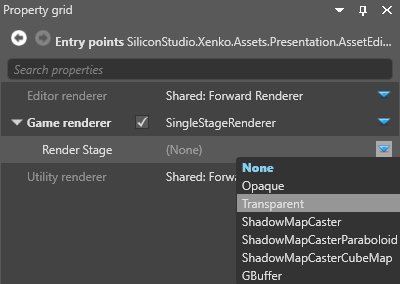 Property grid
Entry points SiliconStudio.Xenko.Assets.Presentation.AssetEdi...
Search properties
Editor renderer Shared: Forward Renderer
Game renderer SingleStageRenderer
Render Stage (None)
Utility renderer Shared: Forwa
None
Opaque
Transparent
ShadowMapCaster
ShadowMapCasterParaboloid
ShadowMapCasterCubeMap
GBuffer